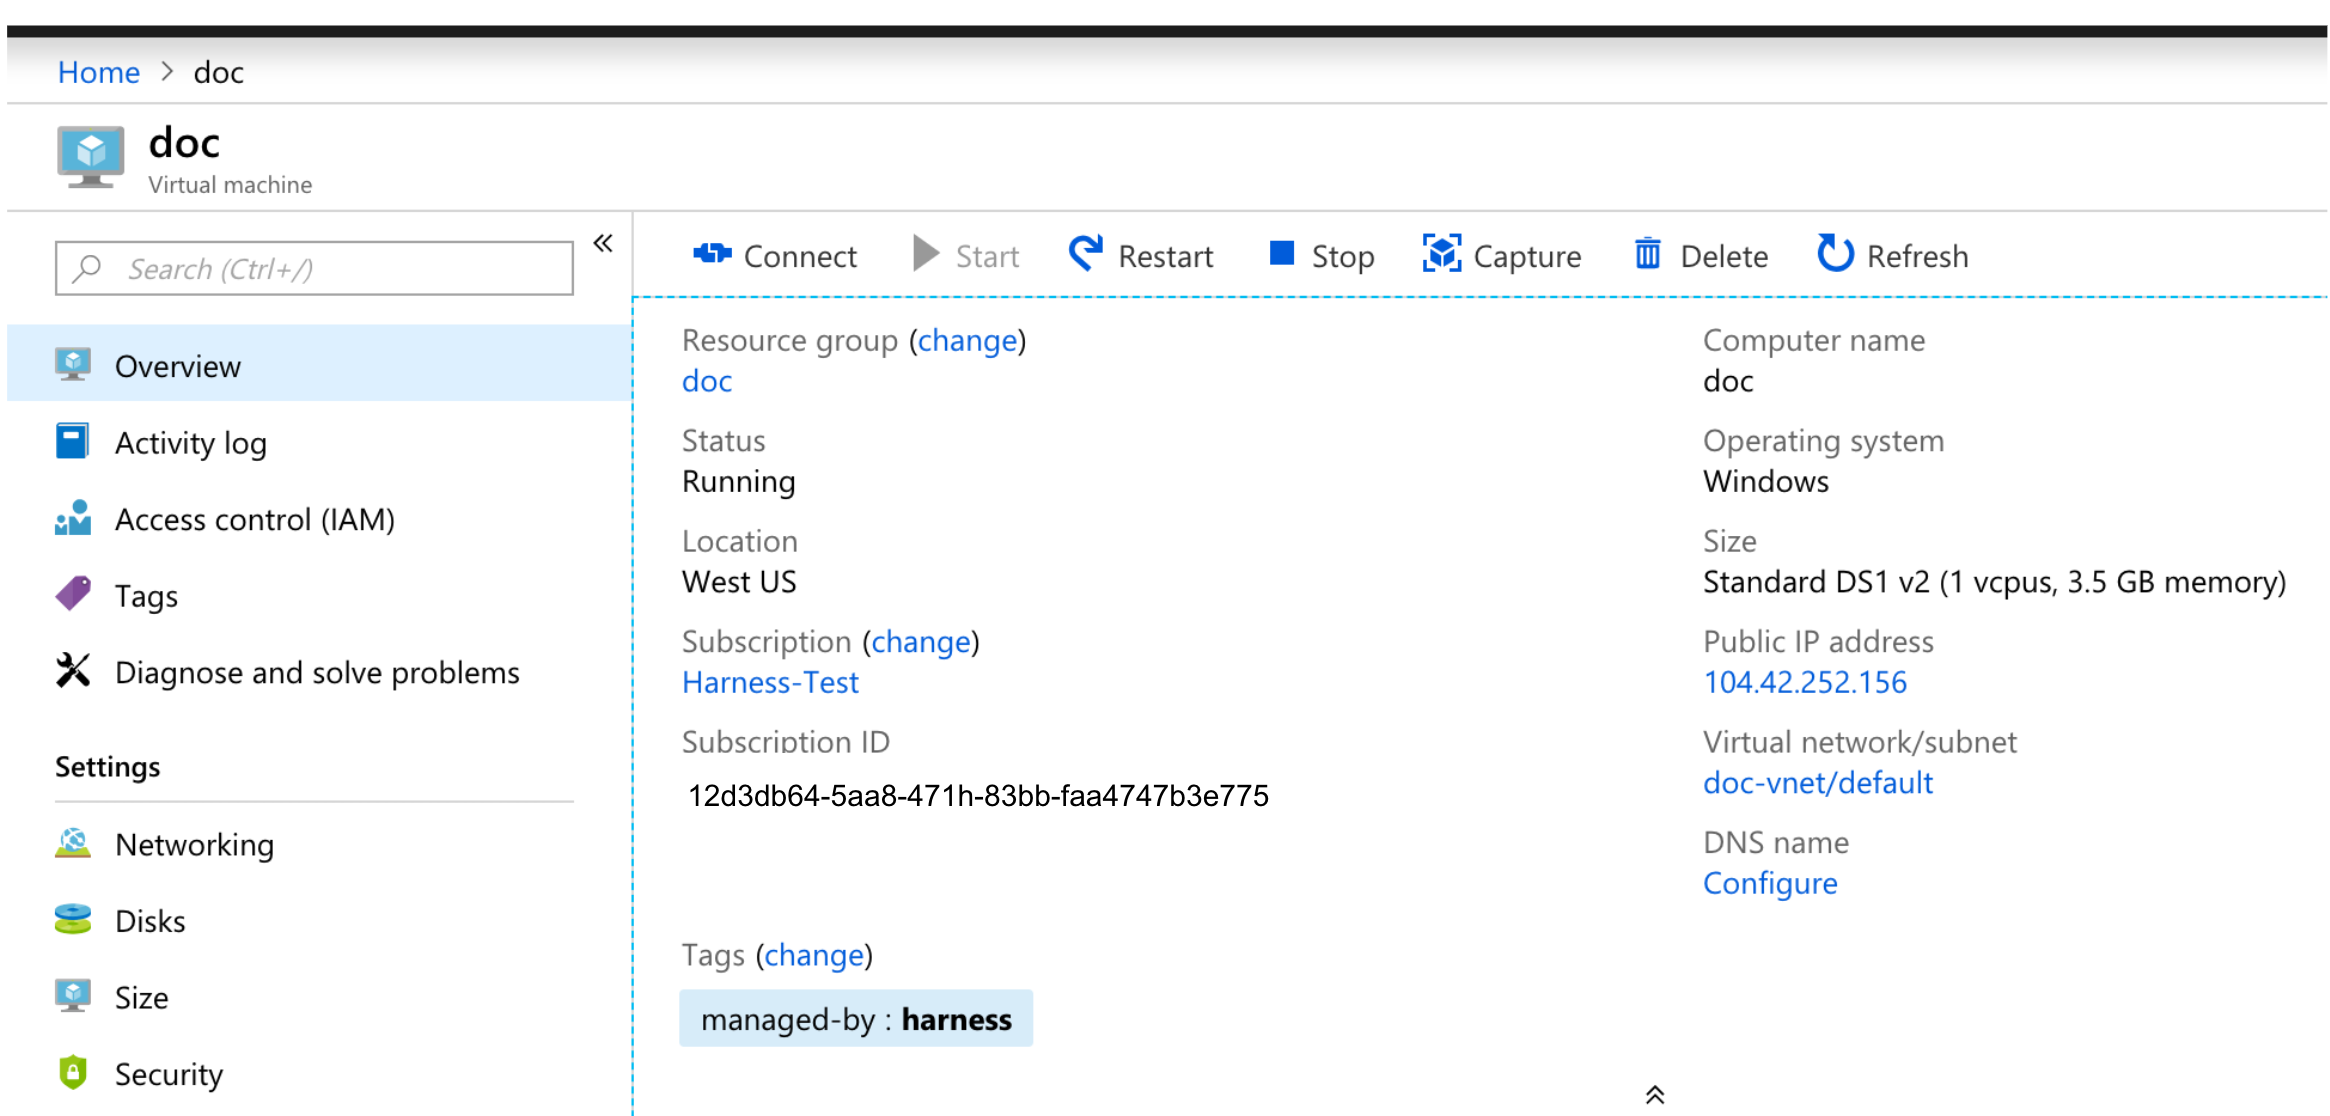 Home > doc
doc
Virtual machine
Search (Ctrl+/)
«
Overview
Activity log
Access control (IAM)
Tags
Diagnose and solve problems
Settings
Networking
Disks
Size
Security
Connect
Start
Restart
Stop
Capture
Delete
Refresh
Resource group (change)
doc
Status
Running
Location
West US
Subscription (change)
Harness-Test
Subscription ID
12d3db64-5aa8-471h-83bb-faa4747b3e775
Computer name
doc
Operating system
Windows
Size
Standard DS1 v2 (1 vcpus, 3.5 GB memory)
Public IP address
104.42.252.156
Virtual network/subnet
doc-vnet/default
DNS name
Configure
Tags (change)
managed-by : harness